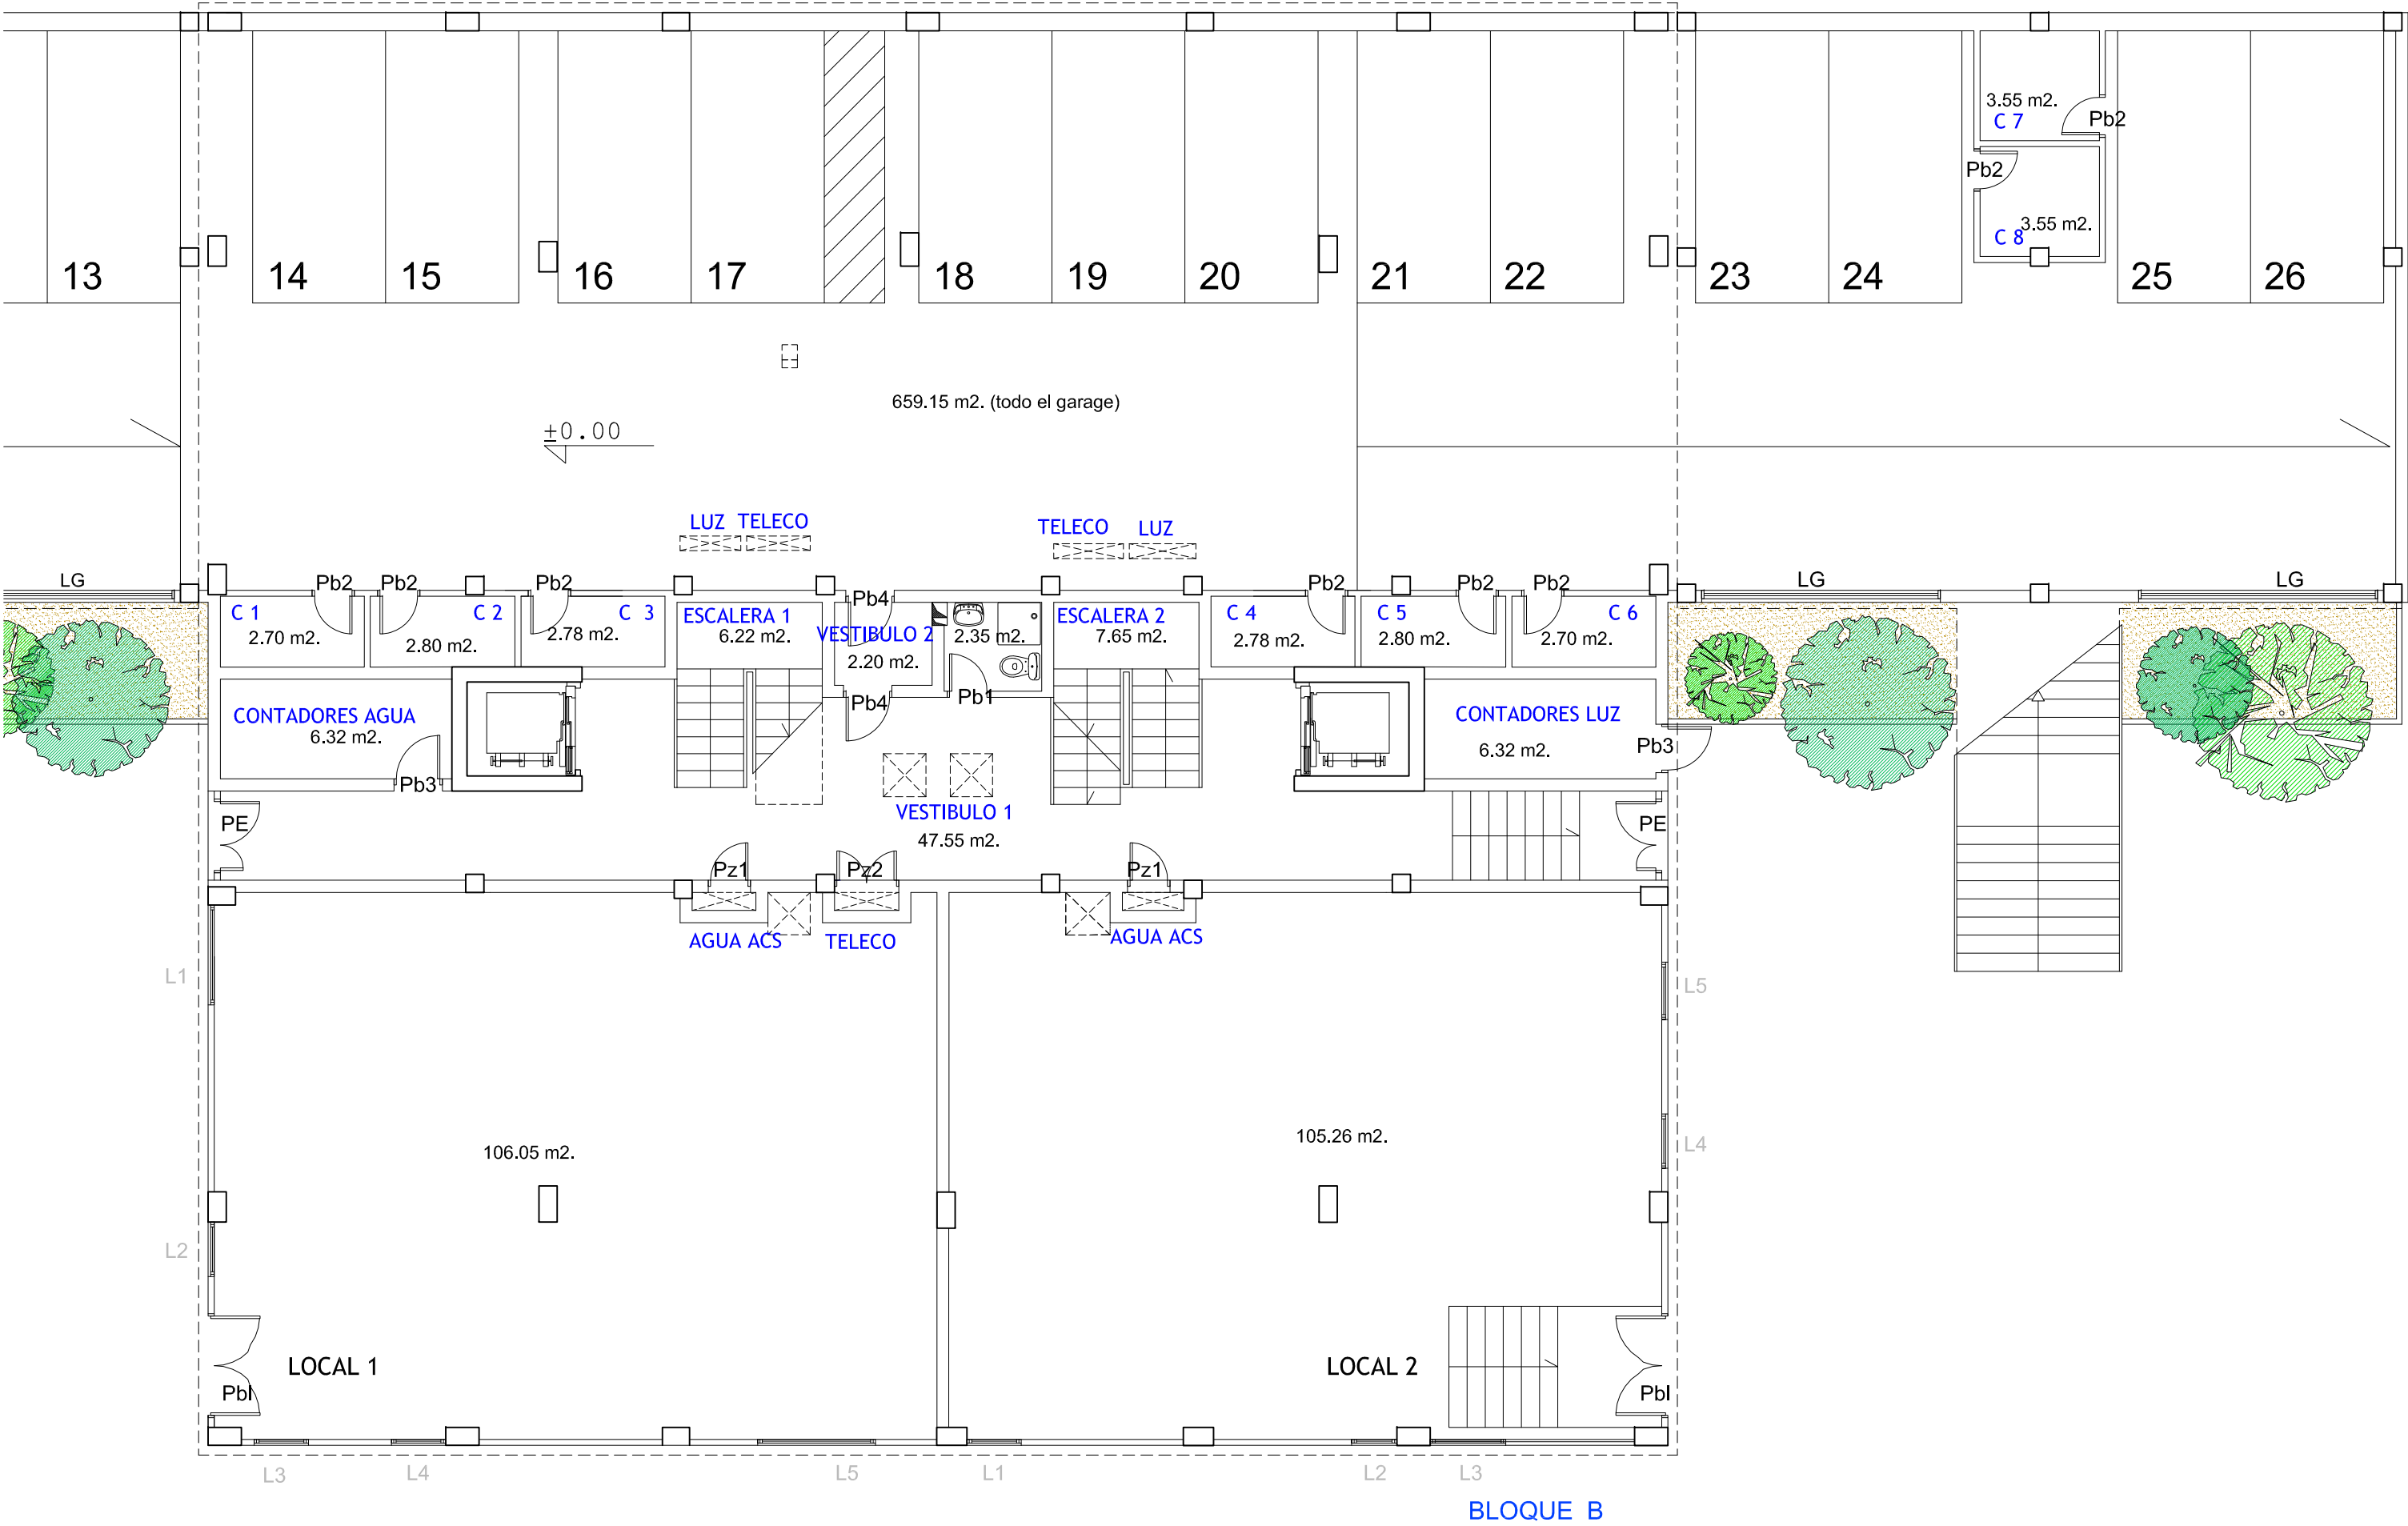 3.55 m2.
C 7
Pb2
Pb2
3.55 m2.
C 8
13
14
15
16
17
18
19
20
21
22
23
24
25
26
659.15 m2. (todo el garage)
±0.00
LUZ TELECO
TELECO LUZ
LG
Pb2
Pb2
Pb2
Pb4
Pb2
Pb2
Pb2
LG
LG
C 1
2.70 m2.
C 2
2.80 m2.
C 3
2.78 m2.
ESCALERA 1
6.22 m2.
VESTIBULO 2
2.20 m2.
2.35 m2.
ESCALERA 2
7.65 m2.
C 4
2.78 m2.
C 5
2.80 m2.
C 6
2.70 m2.
Pb4
Pb1
CONTADORES AGUA
6.32 m2.
Pb3
CONTADORES LUZ
6.32 m2.
Pb3
PE
VESTIBULO 1
47.55 m2.
PE
Pz1
Pz2
Pz1
AGUA ACS
TELECO
AGUA ACS
L1
L5
106.05 m2.
105.26 m2.
L4
L2
LOCAL 1
LOCAL 2
Pbl
Pbl
L3
L4
L5
L1
L2
L3
BLOQUE B